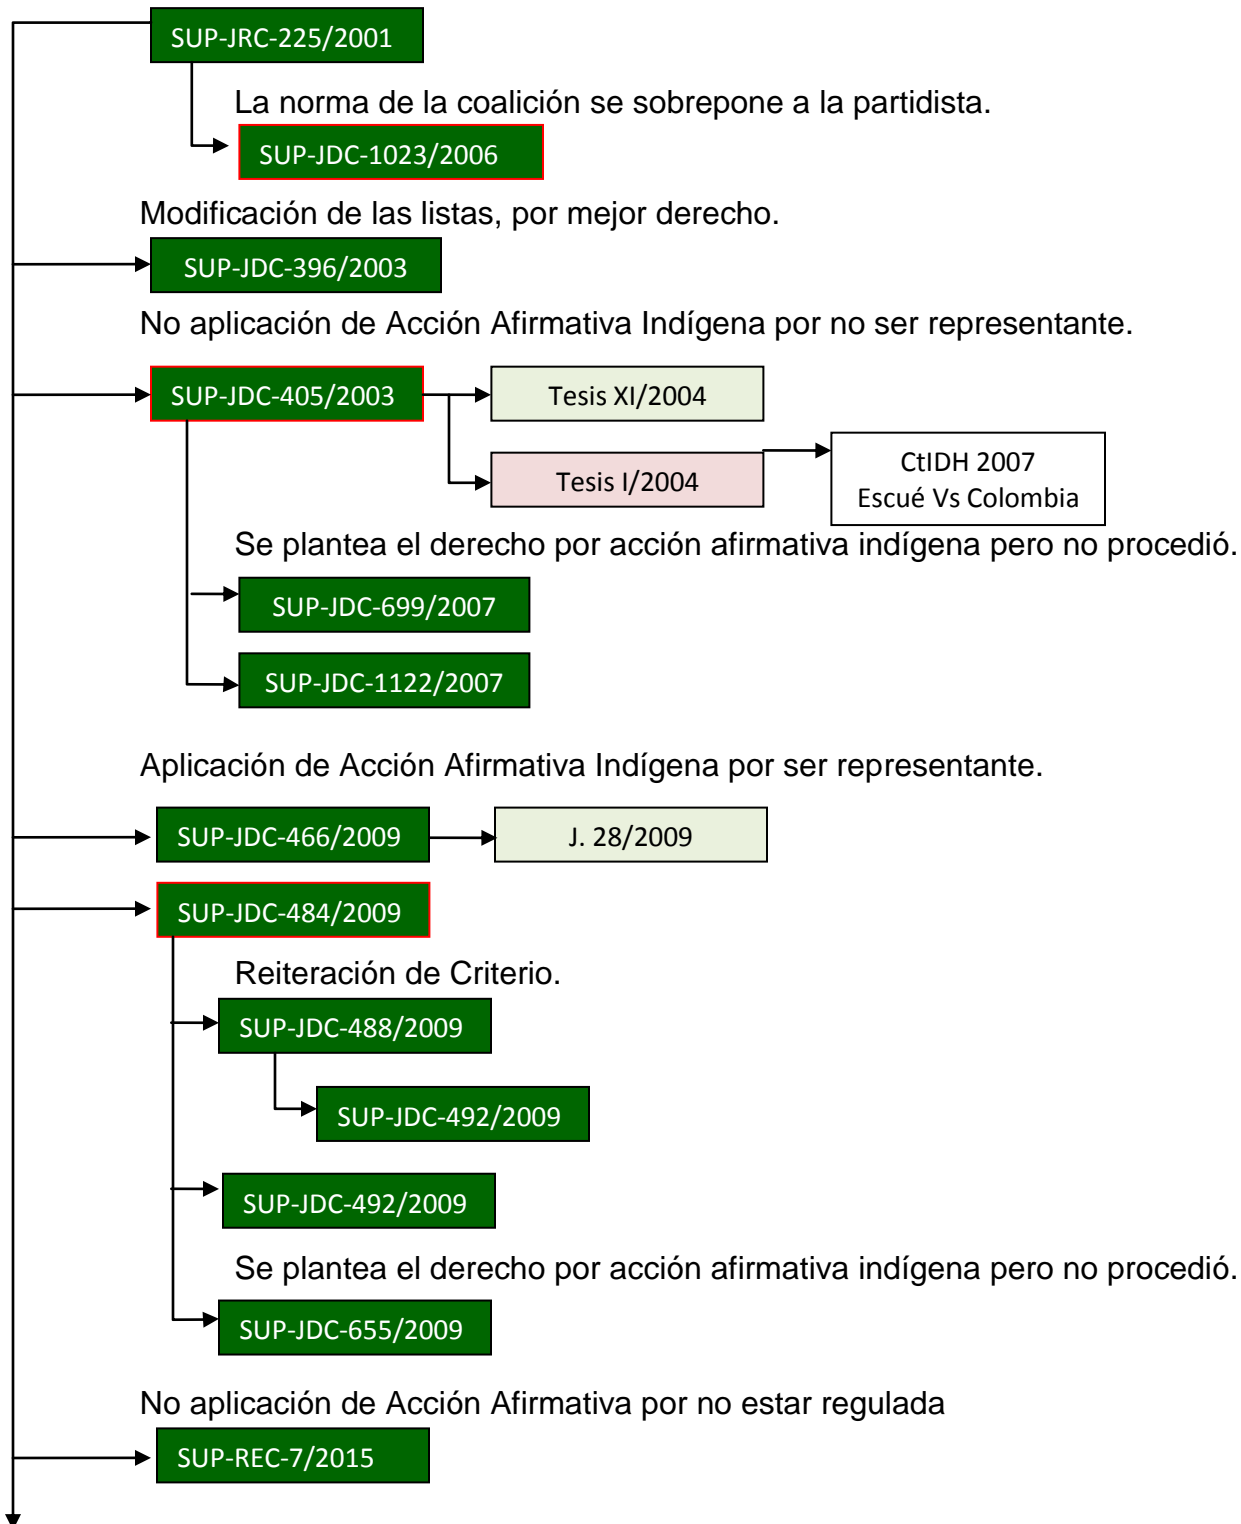 SUP-JRC-225/2001
La norma de la coalición se sobrepone a la partidista.
SUP-JDC-1023/2006
Modificación de las listas, por mejor derecho.
SUP-JDC-396/2003
No aplicación de Acción Afirmativa Indígena por no ser representante.
SUP-JDC-405/2003
Tesis XI/2004
Tesis I/2004
CtIDH 2007
Escué Vs Colombia
Se plantea el derecho por acción afirmativa indígena pero no procedió.
SUP-JDC-699/2007
SUP-JDC-1122/2007
Aplicación de Acción Afirmativa Indígena por ser representante.
SUP-JDC-466/2009
J. 28/2009
SUP-JDC-484/2009
Reiteración de Criterio.
SUP-JDC-488/2009
SUP-JDC-492/2009
SUP-JDC-492/2009
Se plantea el derecho por acción afirmativa indígena pero no procedió.
SUP-JDC-655/2009
No aplicación de Acción Afirmativa por no estar regulada
SUP-REC-7/2015